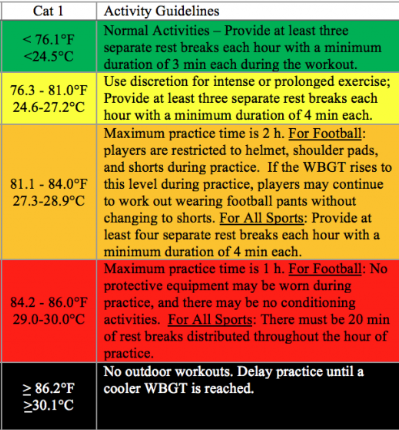 Cat 1 Activity Guidelines
< 76.1°F
<24.5°C
Normal Activities – Provide at least three
separate rest breaks each hour with a minimum
duration of 3 min each during the workout.
76.3 - 81.0°F
24.6-27.2°C
Use discretion for intense or prolonged exercise;
Provide at least three separate rest breaks each
hour with a minimum duration of 4 min each.
81.1 - 84.0°F
27.3-28.9°C
Maximum practice time is 2 h. For Football:
players are restricted to helmet, shoulder pads,
and shorts during practice. If the WBGT rises to
this level during practice, players may continue
to work out wearing football pants without
changing to shorts. For All Sports: Provide at
least four separate rest breaks each hour with a
minimum duration of 4 min each.
84.2 - 86.0°F
29.0-30.0°C
Maximum practice time is 1 h. For Football: No
protective equipment may be worn during
practice, and there may be no conditioning
activities. For All Sports: There must be 20 min
of rest breaks distributed throughout the hour of
practice.
≥ 86.2°F
≥30.1°C
No outdoor workouts. Delay practice until a
cooler WBGT is reached.